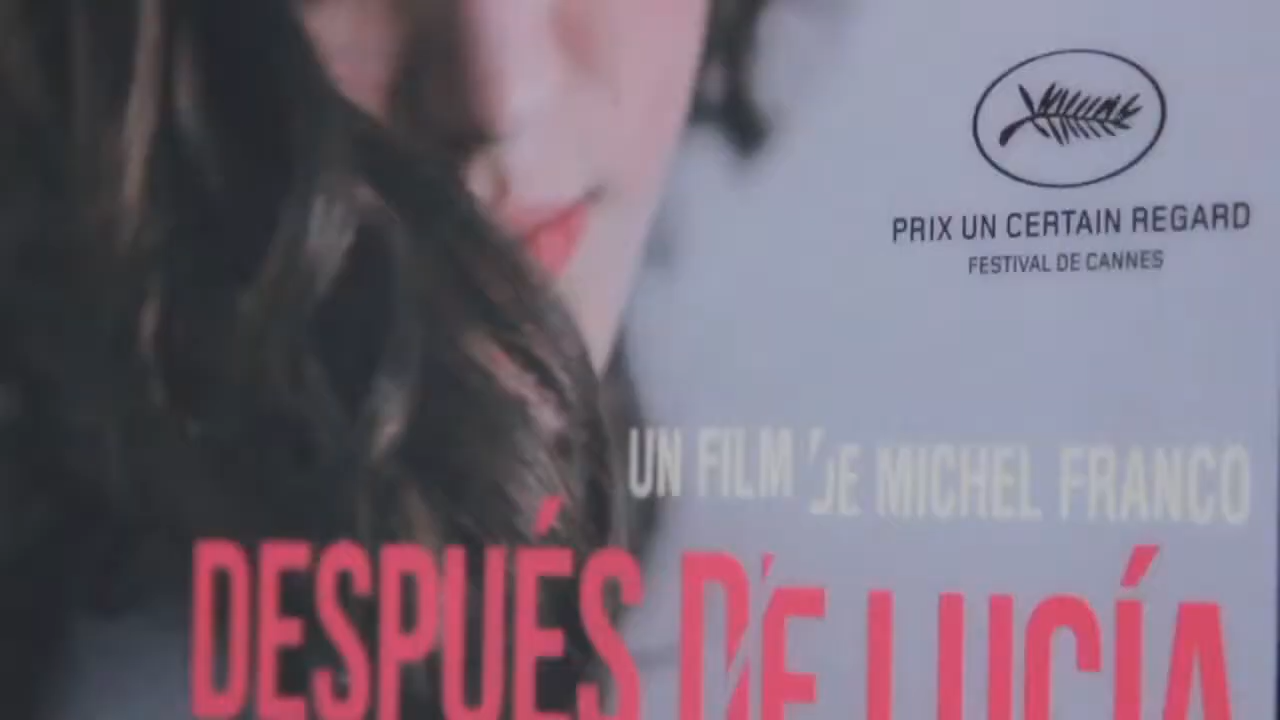 PRIX UN CERTAIN REGARD
FESTIVAL DE CANNES
UN FILM DE MICHEL FRANCO
DESPUÉS DE LUCÍA